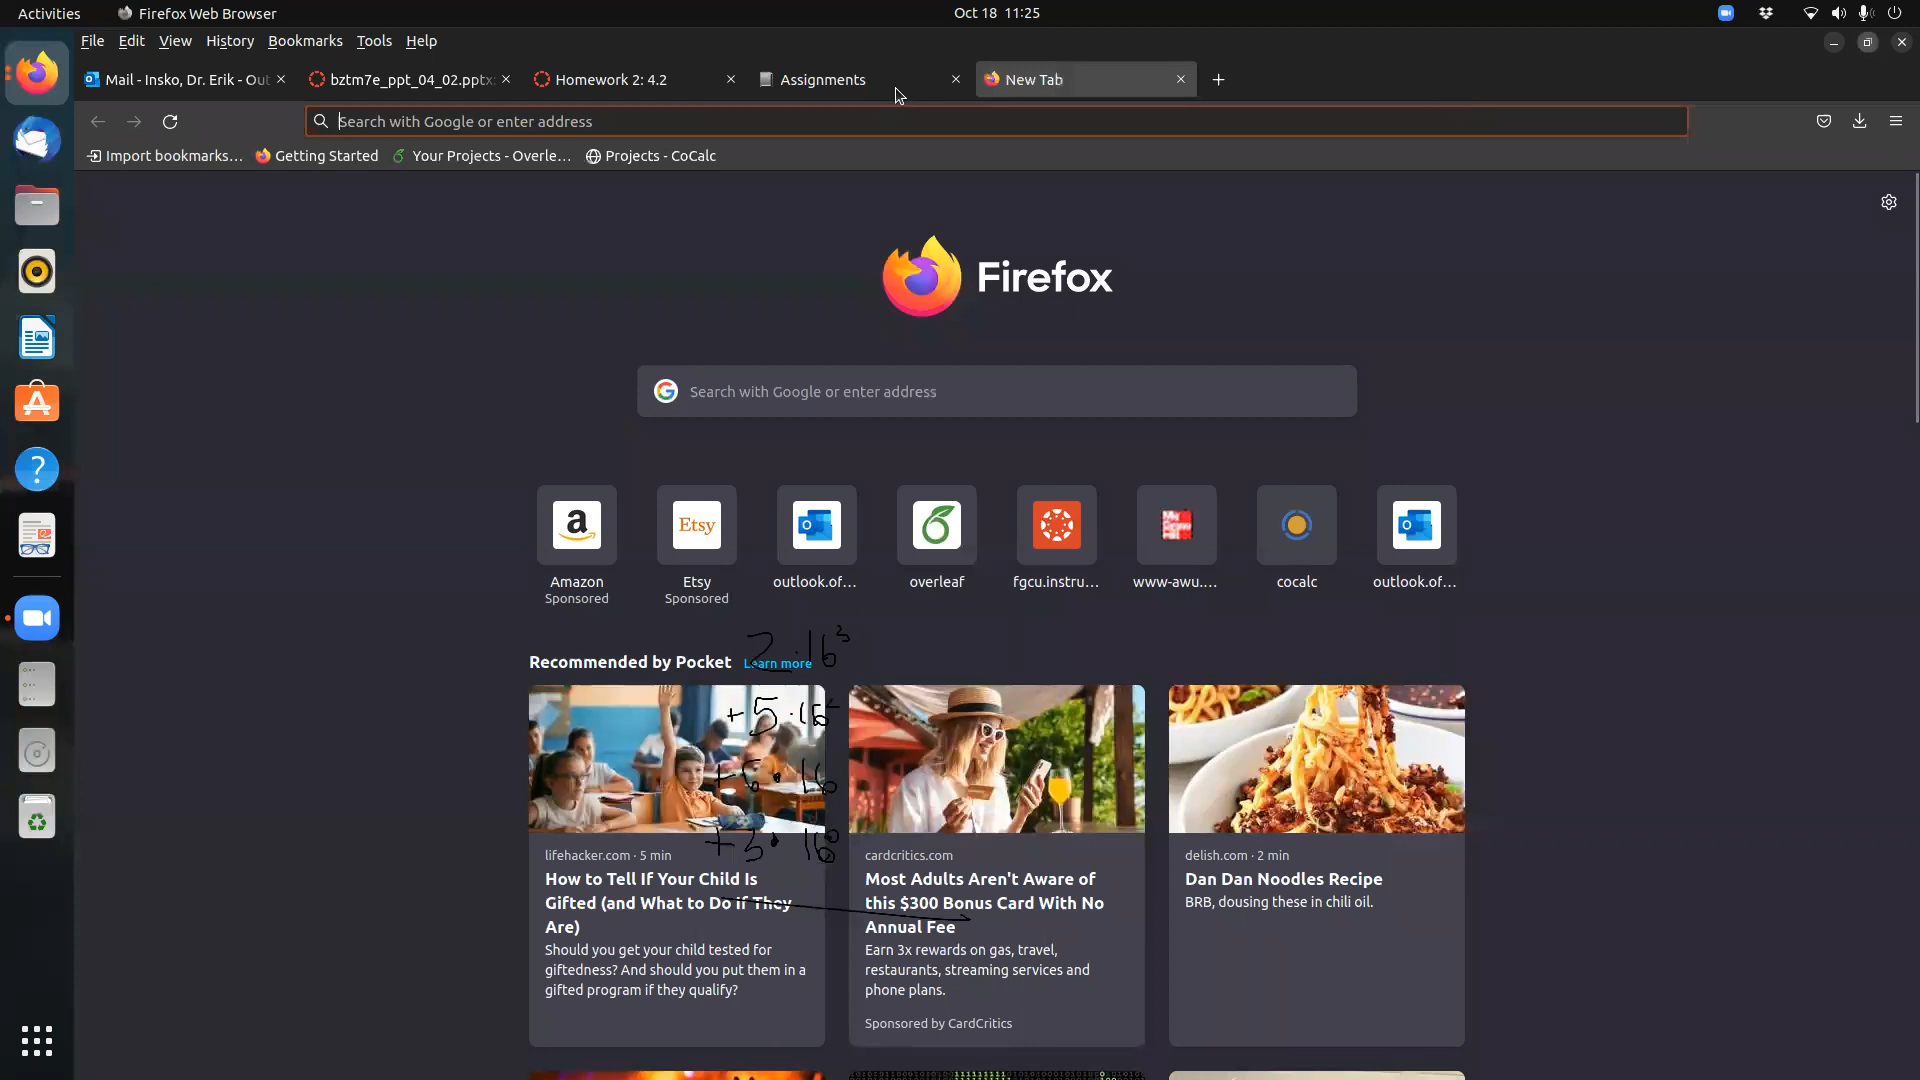 Activities
Firefox Web Browser
Oct 18 11:25
File Edit View History Bookmarks Tools Help
Mail - Insko, Dr. Erik - Out
bztm7e_ppt_04_02.pptx
Homework 2: 4.2
Assignments
New Tab
Search with Google or enter address
Import bookmarks...
Getting Started
Your Projects - Overle...
Projects - CoCalc
Firefox
Search with Google or enter address
a
Etsy
Amazon
Sponsored
Etsy
Sponsored
outlook.of...
overleaf
fgcu.instru...
www-awu....
cocalc
outlook.of...
Recommended by Pocket Learn more
2 · 16³
+ 5 · 16²
+ 6 · 16
+ 3 · 16⁰
lifehacker.com · 5 min
How to Tell If Your Child Is
Gifted (and What to Do if They
Are)
Should you get your child tested for
giftedness? And should you put them in a
gifted program if they qualify?
cardcritics.com
Most Adults Aren't Aware of
this $300 Bonus Card With No
Annual Fee
Earn 3x rewards on gas, travel,
restaurants, streaming services and
phone plans.
Sponsored by CardCritics
delish.com · 2 min
Dan Dan Noodles Recipe
BRB, dousing these in chili oil.